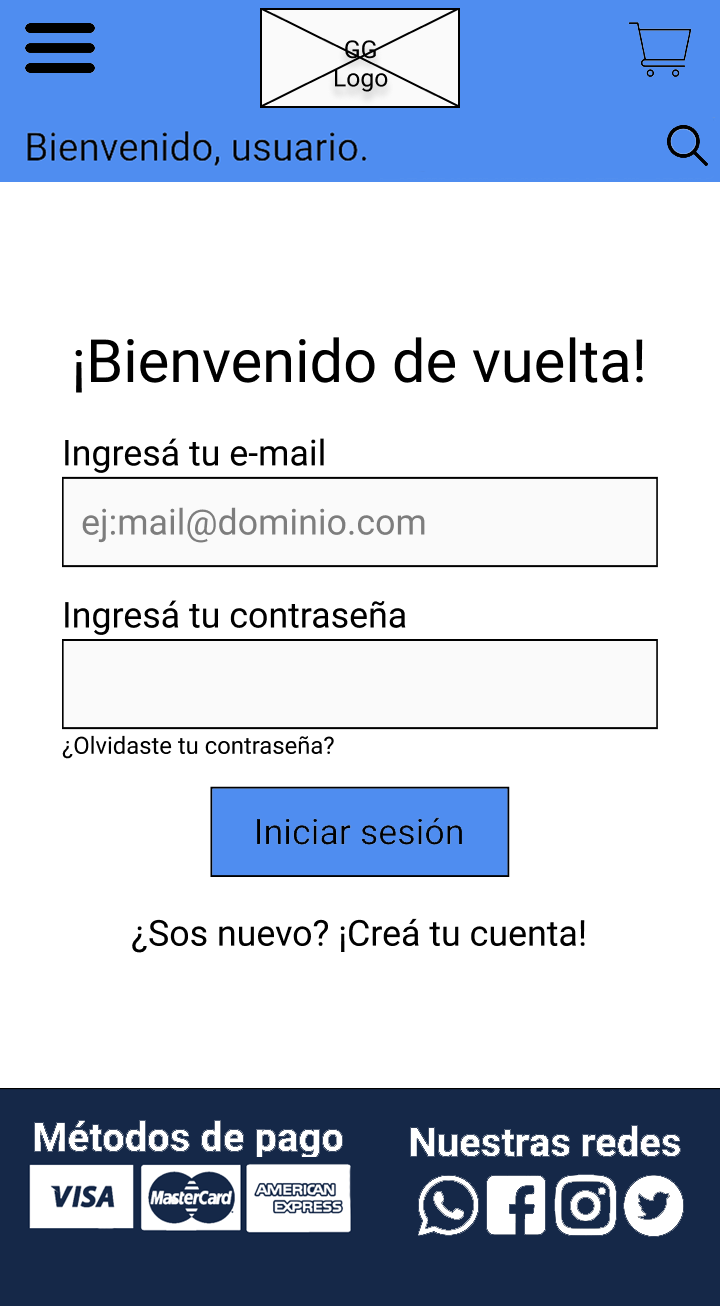 GG
Logo
Bienvenido, usuario.
¡Bienvenido de vuelta!
Ingresá tu e-mail
ej:mail@dominio.com
Ingresá tu contraseña
¿Olvidaste tu contraseña?
Iniciar sesión
¿Sos nuevo? ¡Creá tu cuenta!
Métodos de pago
VISA
MasterCard
AMERICAN
EXPRESS
Nuestras redes